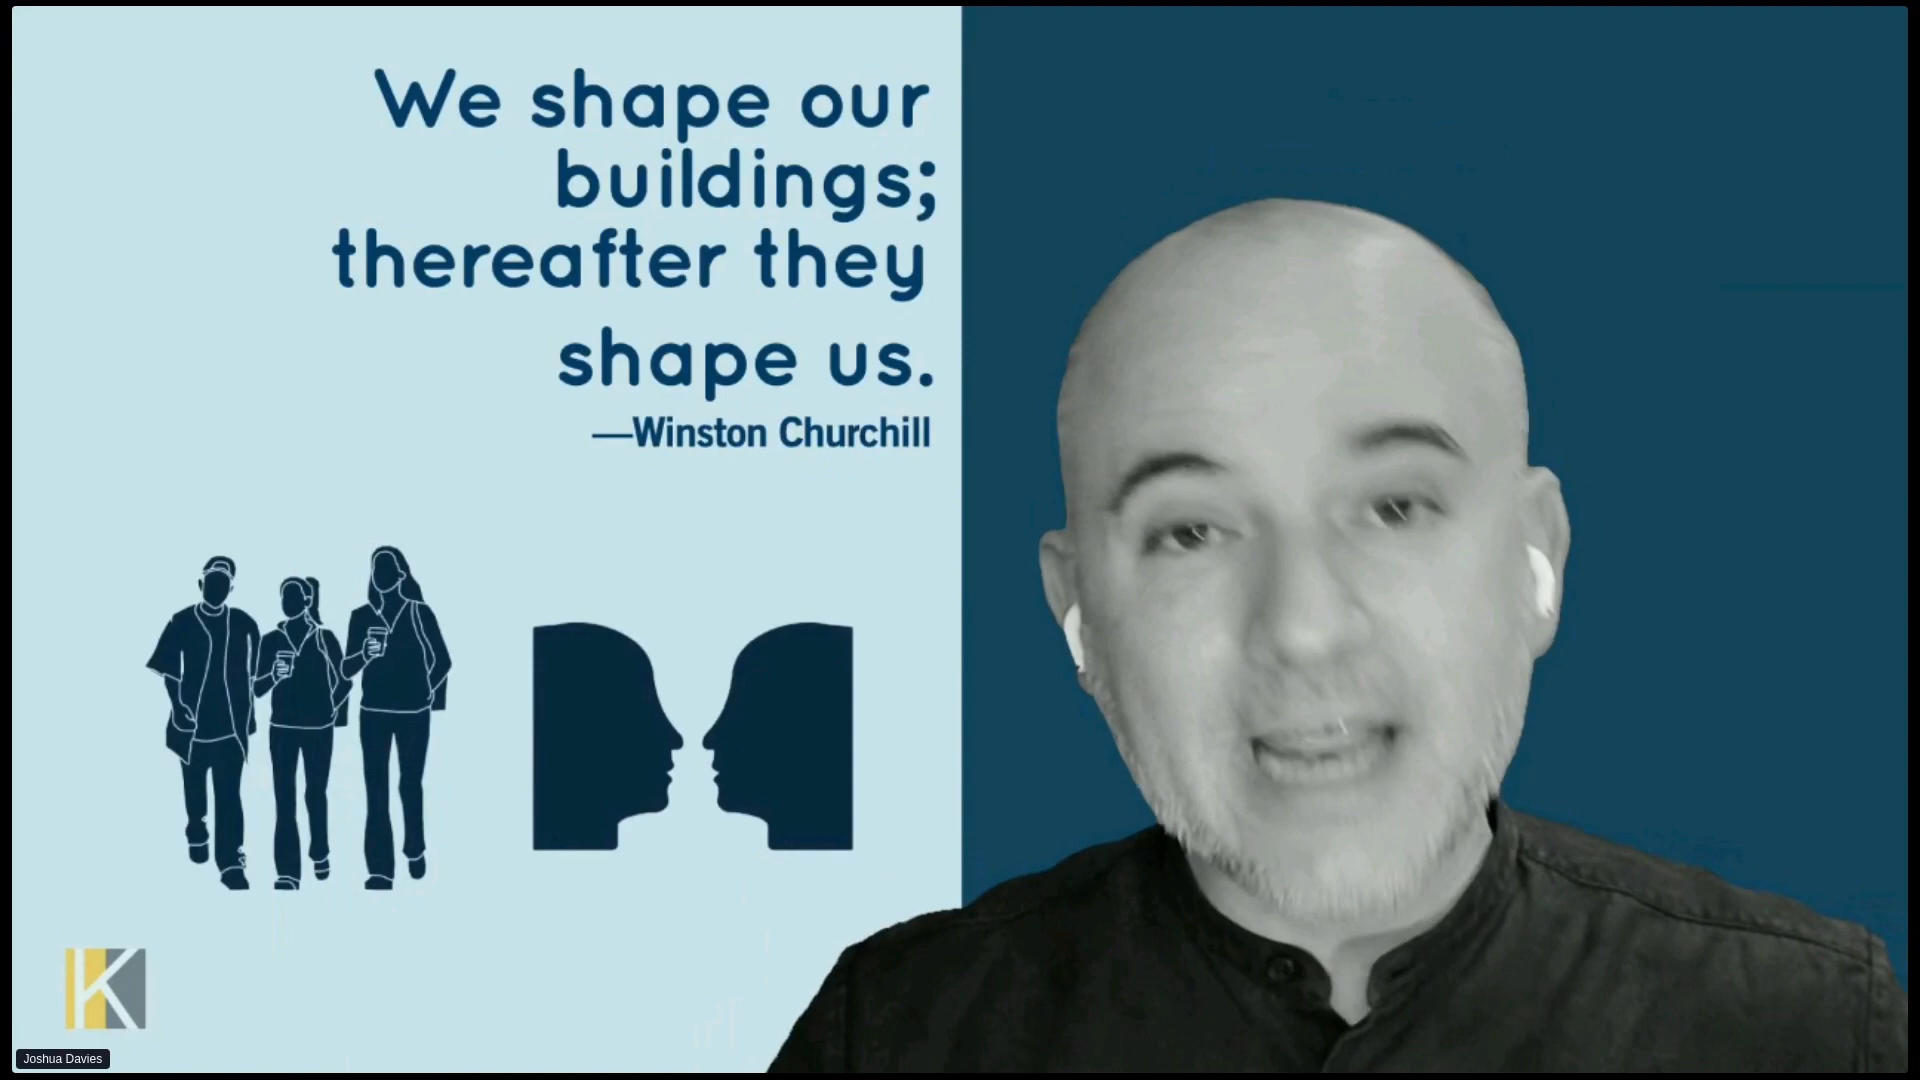 We shape our
buildings;
thereafter they
shape us.
—Winston Churchill
K
Joshua Davies